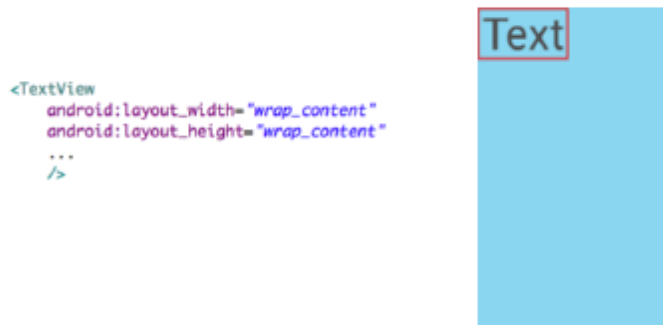 <TextView
android:layout_width="wrap_content"
android:layout_height="wrap_content"
...
/>
Text